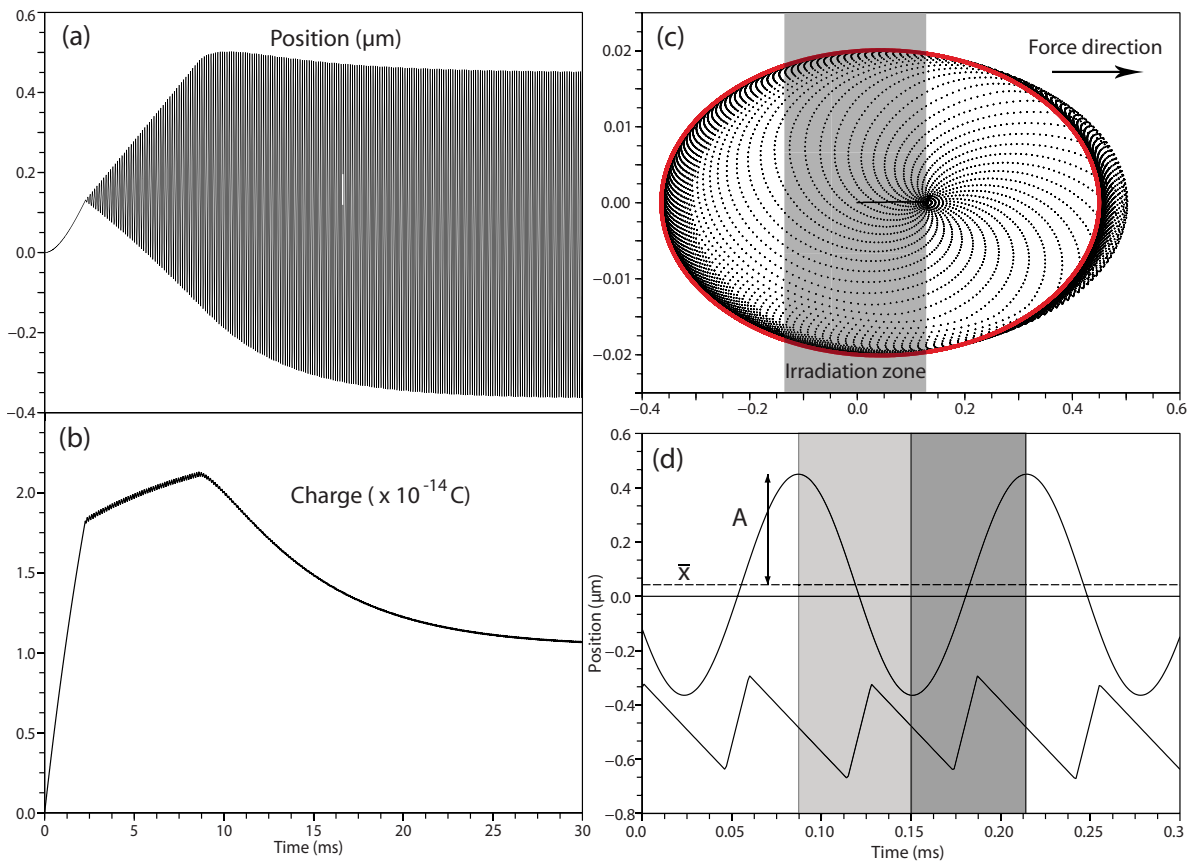 (a)
Position (μm)
0.6
0.4
0.2
0.0
−0.2
−0.4
(b)
Charge ( x 10 -14 C)
2.0
1.5
1.0
0.5
0.0
0 5 10 15 20 25 30
Time (ms)
(c)
Force direction
0.02
0.01
0.00
−0.01
−0.02
Irradiation zone
−0.4 −0.2 0.0 0.2 0.4 0.6
(d)
A
x̄
Position (μm)
0.6
0.4
0.2
0.0
−0.2
−0.4
−0.6
−0.8
0.0 0.05 0.10 0.15 0.20 0.25 0.3
Time (ms)